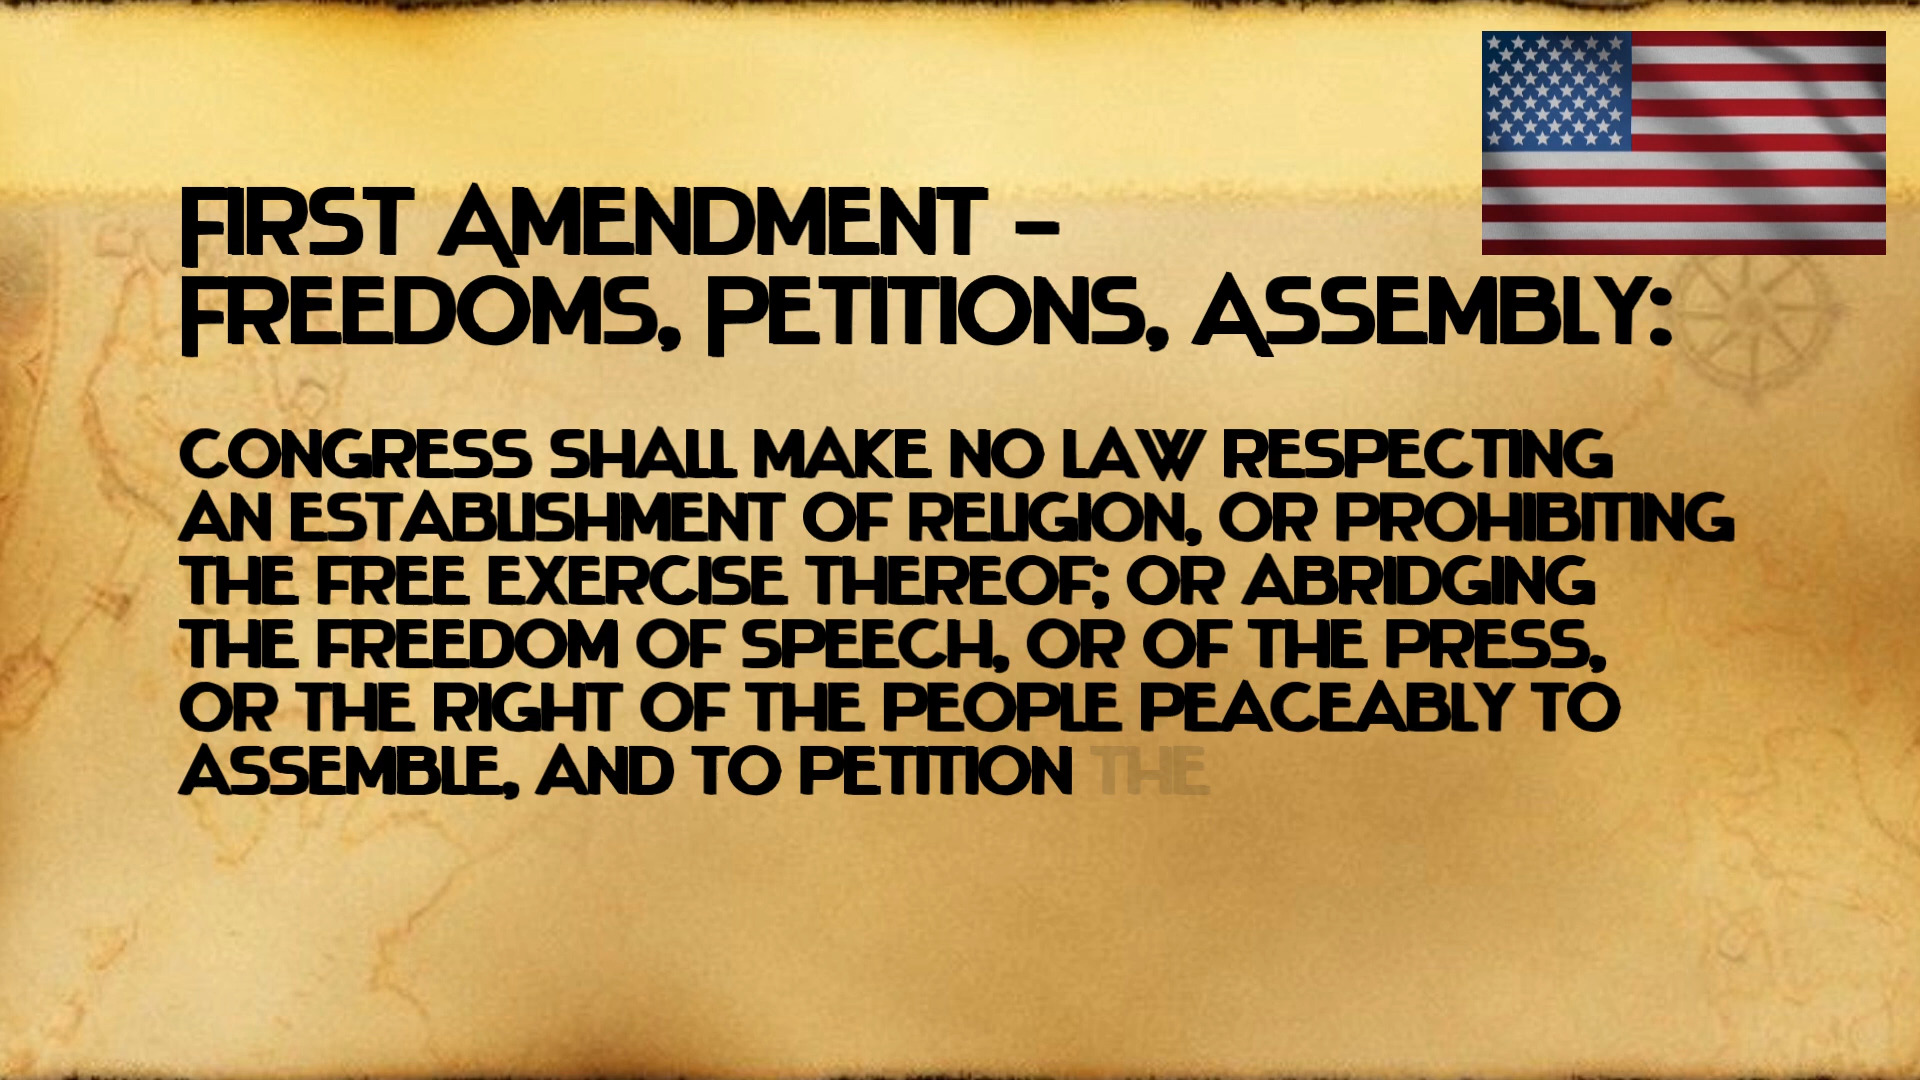 First Amendment –
Freedoms, Petitions, Assembly:
CONGRESS SHALL MAKE NO LAW RESPECTING
AN ESTABLISHMENT OF RELIGION, OR PROHIBITING
THE FREE EXERCISE THEREOF; OR ABRIDGING
THE FREEDOM OF SPEECH, OR OF THE PRESS,
OR THE RIGHT OF THE PEOPLE PEACEABLY TO
ASSEMBLE, AND TO PETITION THE